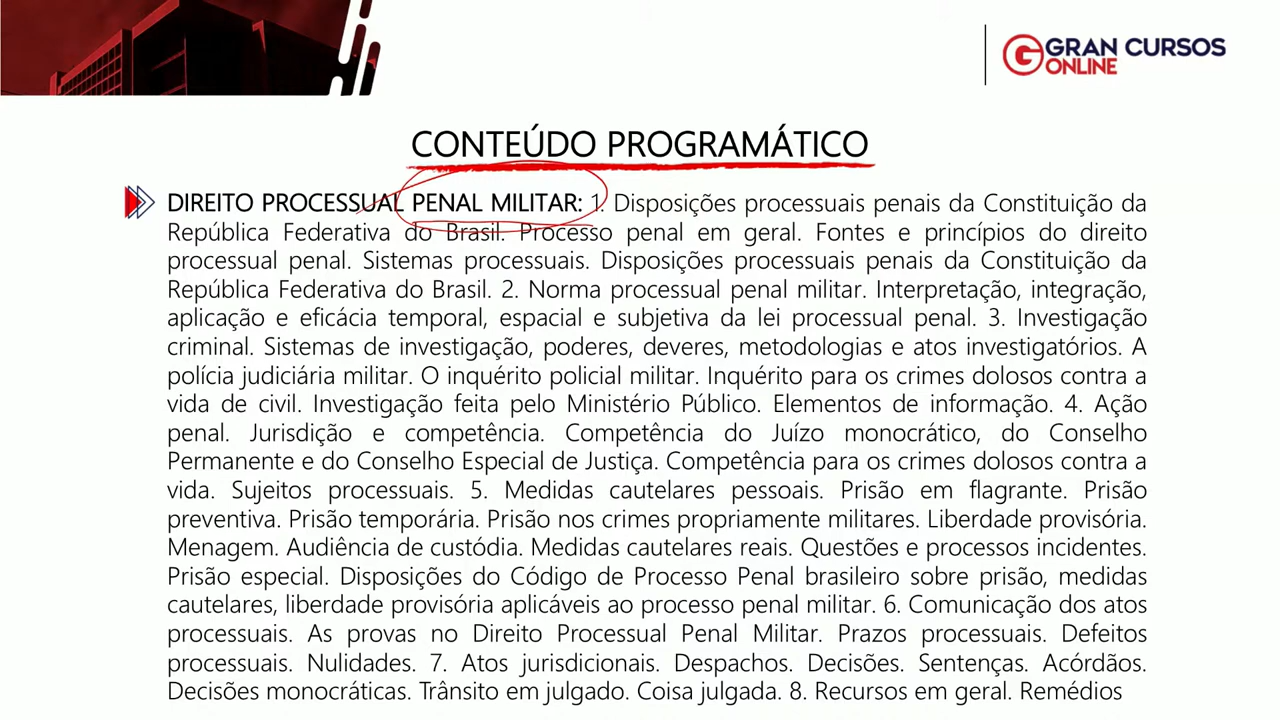 GRAN CURSOS
ONLINE
CONTEÚDO PROGRAMÁTICO
DIREITO PROCESSUAL PENAL MILITAR: 1. Disposições processuais penais da Constituição da
República Federativa do Brasil. Processo penal em geral. Fontes e princípios do direito
processual penal. Sistemas processuais. Disposições processuais penais da Constituição da
República Federativa do Brasil. 2. Norma processual penal militar. Interpretação, integração,
aplicação e eficácia temporal, espacial e subjetiva da lei processual penal. 3. Investigação
criminal. Sistemas de investigação, poderes, deveres, metodologias e atos investigatórios. A
polícia judiciária militar. O inquérito policial militar. Inquérito para os crimes dolosos contra a
vida de civil. Investigação feita pelo Ministério Público. Elementos de informação. 4. Ação
penal. Jurisdição e competência. Competência do Juízo monocrático, do Conselho
Permanente e do Conselho Especial de Justiça. Competência para os crimes dolosos contra a
vida. Sujeitos processuais. 5. Medidas cautelares pessoais. Prisão em flagrante. Prisão
preventiva. Prisão temporária. Prisão nos crimes propriamente militares. Liberdade provisória.
Menagem. Audiência de custódia. Medidas cautelares reais. Questões e processos incidentes.
Prisão especial. Disposições do Código de Processo Penal brasileiro sobre prisão, medidas
cautelares, liberdade provisória aplicáveis ao processo penal militar. 6. Comunicação dos atos
processuais. As provas no Direito Processual Penal Militar. Prazos processuais. Defeitos
processuais. Nulidades. 7. Atos jurisdicionais. Despachos. Decisões. Sentenças. Acórdãos.
Decisões monocráticas. Trânsito em julgado. Coisa julgada. 8. Recursos em geral. Remédios